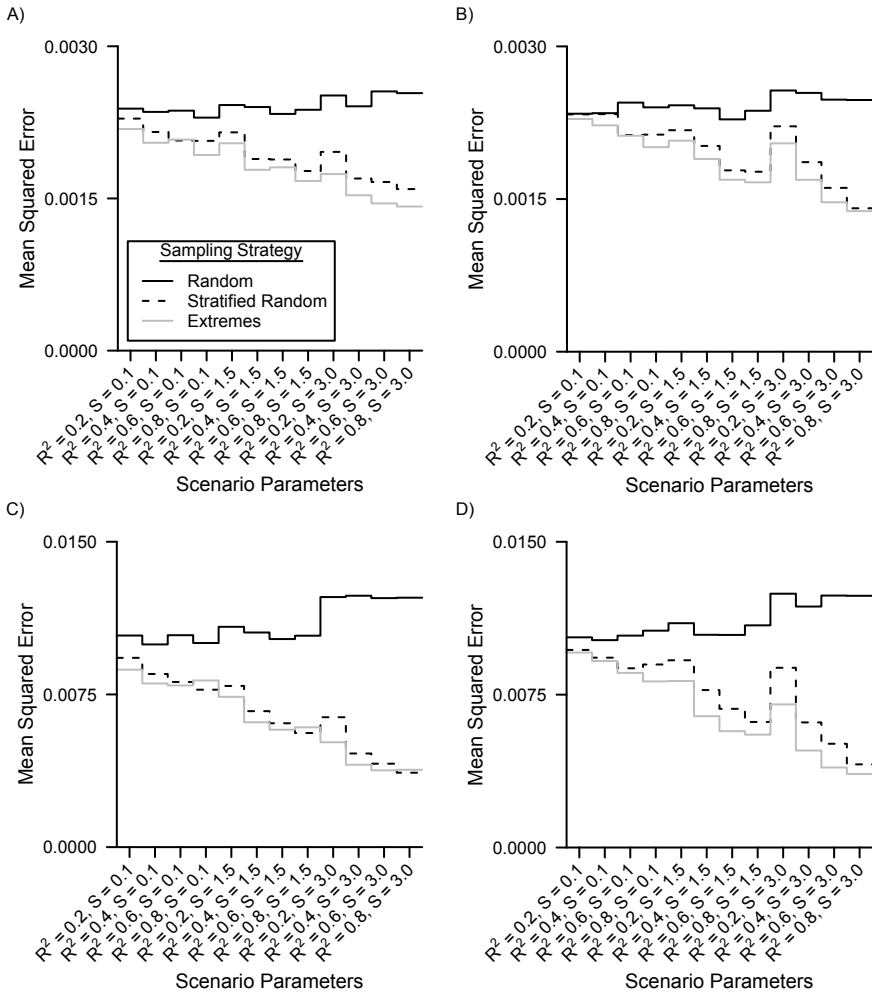 A)
0.0030
0.0015
0.0000
Mean Squared Error
Sampling Strategy
Random
Stratified Random
Extremes
R² = 0.2, S = 0.1
R² = 0.4, S = 0.1
R² = 0.6, S = 0.1
R² = 0.8, S = 0.1
R² = 0.2, S = 1.5
R² = 0.4, S = 1.5
R² = 0.6, S = 1.5
R² = 0.8, S = 1.5
R² = 0.2, S = 3.0
R² = 0.4, S = 3.0
R² = 0.6, S = 3.0
R² = 0.8, S = 3.0
Scenario Parameters
B)
0.0030
0.0015
0.0000
Mean Squared Error
R² = 0.2, S = 0.1
R² = 0.4, S = 0.1
R² = 0.6, S = 0.1
R² = 0.8, S = 0.1
R² = 0.2, S = 1.5
R² = 0.4, S = 1.5
R² = 0.6, S = 1.5
R² = 0.8, S = 1.5
R² = 0.2, S = 3.0
R² = 0.4, S = 3.0
R² = 0.6, S = 3.0
R² = 0.8, S = 3.0
Scenario Parameters
C)
0.0150
0.0075
0.0000
Mean Squared Error
R² = 0.2, S = 0.1
R² = 0.4, S = 0.1
R² = 0.6, S = 0.1
R² = 0.8, S = 0.1
R² = 0.2, S = 1.5
R² = 0.4, S = 1.5
R² = 0.6, S = 1.5
R² = 0.8, S = 1.5
R² = 0.2, S = 3.0
R² = 0.4, S = 3.0
R² = 0.6, S = 3.0
R² = 0.8, S = 3.0
Scenario Parameters
D)
0.0150
0.0075
0.0000
Mean Squared Error
R² = 0.2, S = 0.1
R² = 0.4, S = 0.1
R² = 0.6, S = 0.1
R² = 0.8, S = 0.1
R² = 0.2, S = 1.5
R² = 0.4, S = 1.5
R² = 0.6, S = 1.5
R² = 0.8, S = 1.5
R² = 0.2, S = 3.0
R² = 0.4, S = 3.0
R² = 0.6, S = 3.0
R² = 0.8, S = 3.0
Scenario Parameters